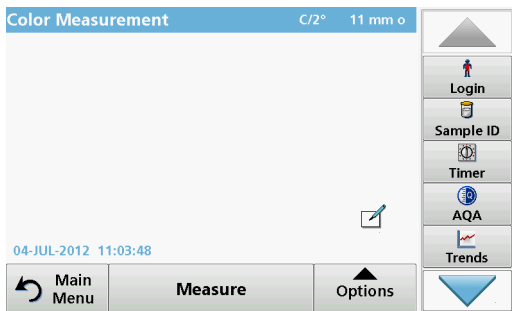 Color Measurement C/2° 11 mm o
Login
Sample ID
Timer
AQA
Trends
04-JUL-2012 11:03:48
Main
Menu
Measure
Options